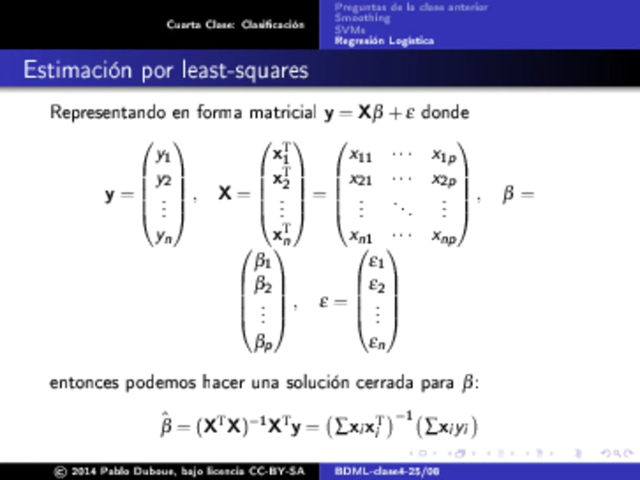 Preguntas de la clase anterior
Smoothing
SVMs
Cuarta Clase: Clasificación
Regresión Logística
Estimación por least-squares
Representando en forma matricial y = Xβ + ε donde
y = (y₁ y₂ ⋮ yₙ), X = (x₁ᵀ x₂ᵀ ⋮ xₙᵀ) = (x₁₁ ⋯ x₁ₚ x₂₁ ⋯ x₂ₚ ⋮ ⋱ ⋮ xₙ₁ ⋯ xₙₚ), β =
(β₁ β₂ ⋮ βₚ), ε = (ε₁ ε₂ ⋮ εₙ)
entonces podemos hacer una solución cerrada para β:
β̂ = (XᵀX)⁻¹Xᵀy = (∑xᵢxᵢᵀ)⁻¹(∑xᵢyᵢ)
© 2014 Pablo Duboue, bajo licencia CC-BY-SA
BDML-clase4-25/08